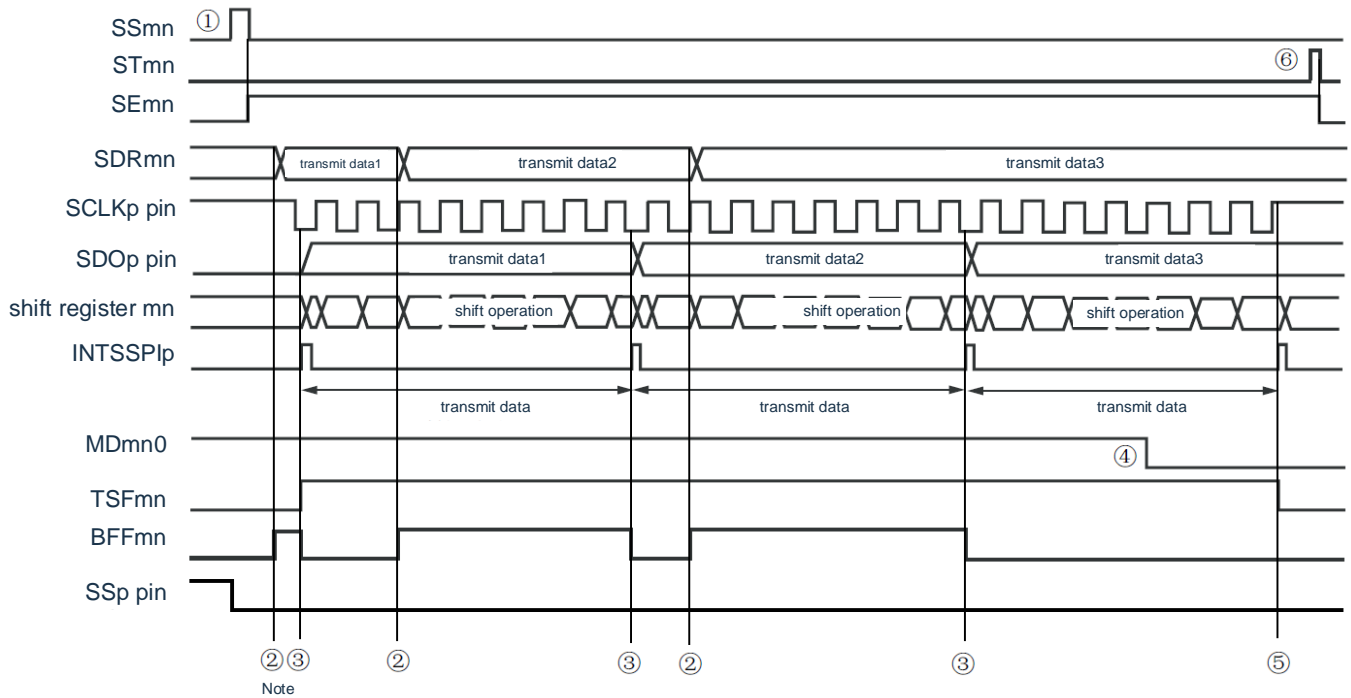 ① SSmn
STmn ⑥
SEmn
SDRmn transmit data1 transmit data2 transmit data3
SCLKp pin
SDOp pin transmit data1 transmit data2 transmit data3
shift register mn shift operation shift operation shift operation
INTSSPIp
transmit data transmit data transmit data
MDmn0 ④
TSFmn
BFFmn
SSp pin
② ③ ② ③ ② ③ ⑤
Note